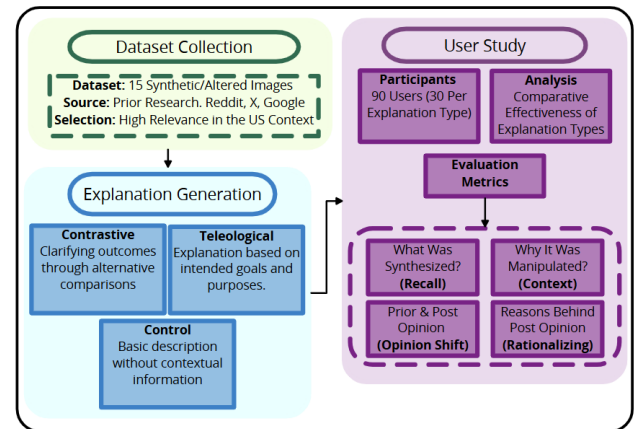 Dataset Collection
Dataset: 15 Synthetic/Altered Images
Source: Prior Research. Reddit, X, Google
Selection: High Relevance in the US Context
Explanation Generation
Contrastive
Clarifying outcomes
through alternative
comparisons
Teleological
Explanation based on
intended goals and
purposes.
Control
Basic description
without contextual
information
User Study
Participants
90 Users (30 Per
Explanation Type)
Analysis
Comparative
Effectiveness of
Explanation Types
Evaluation
Metrics
What Was
Synthesized?
(Recall)
Why It Was
Manipulated?
(Context)
Prior & Post
Opinion
(Opinion Shift)
Reasons Behind
Post Opinion
(Rationalizing)